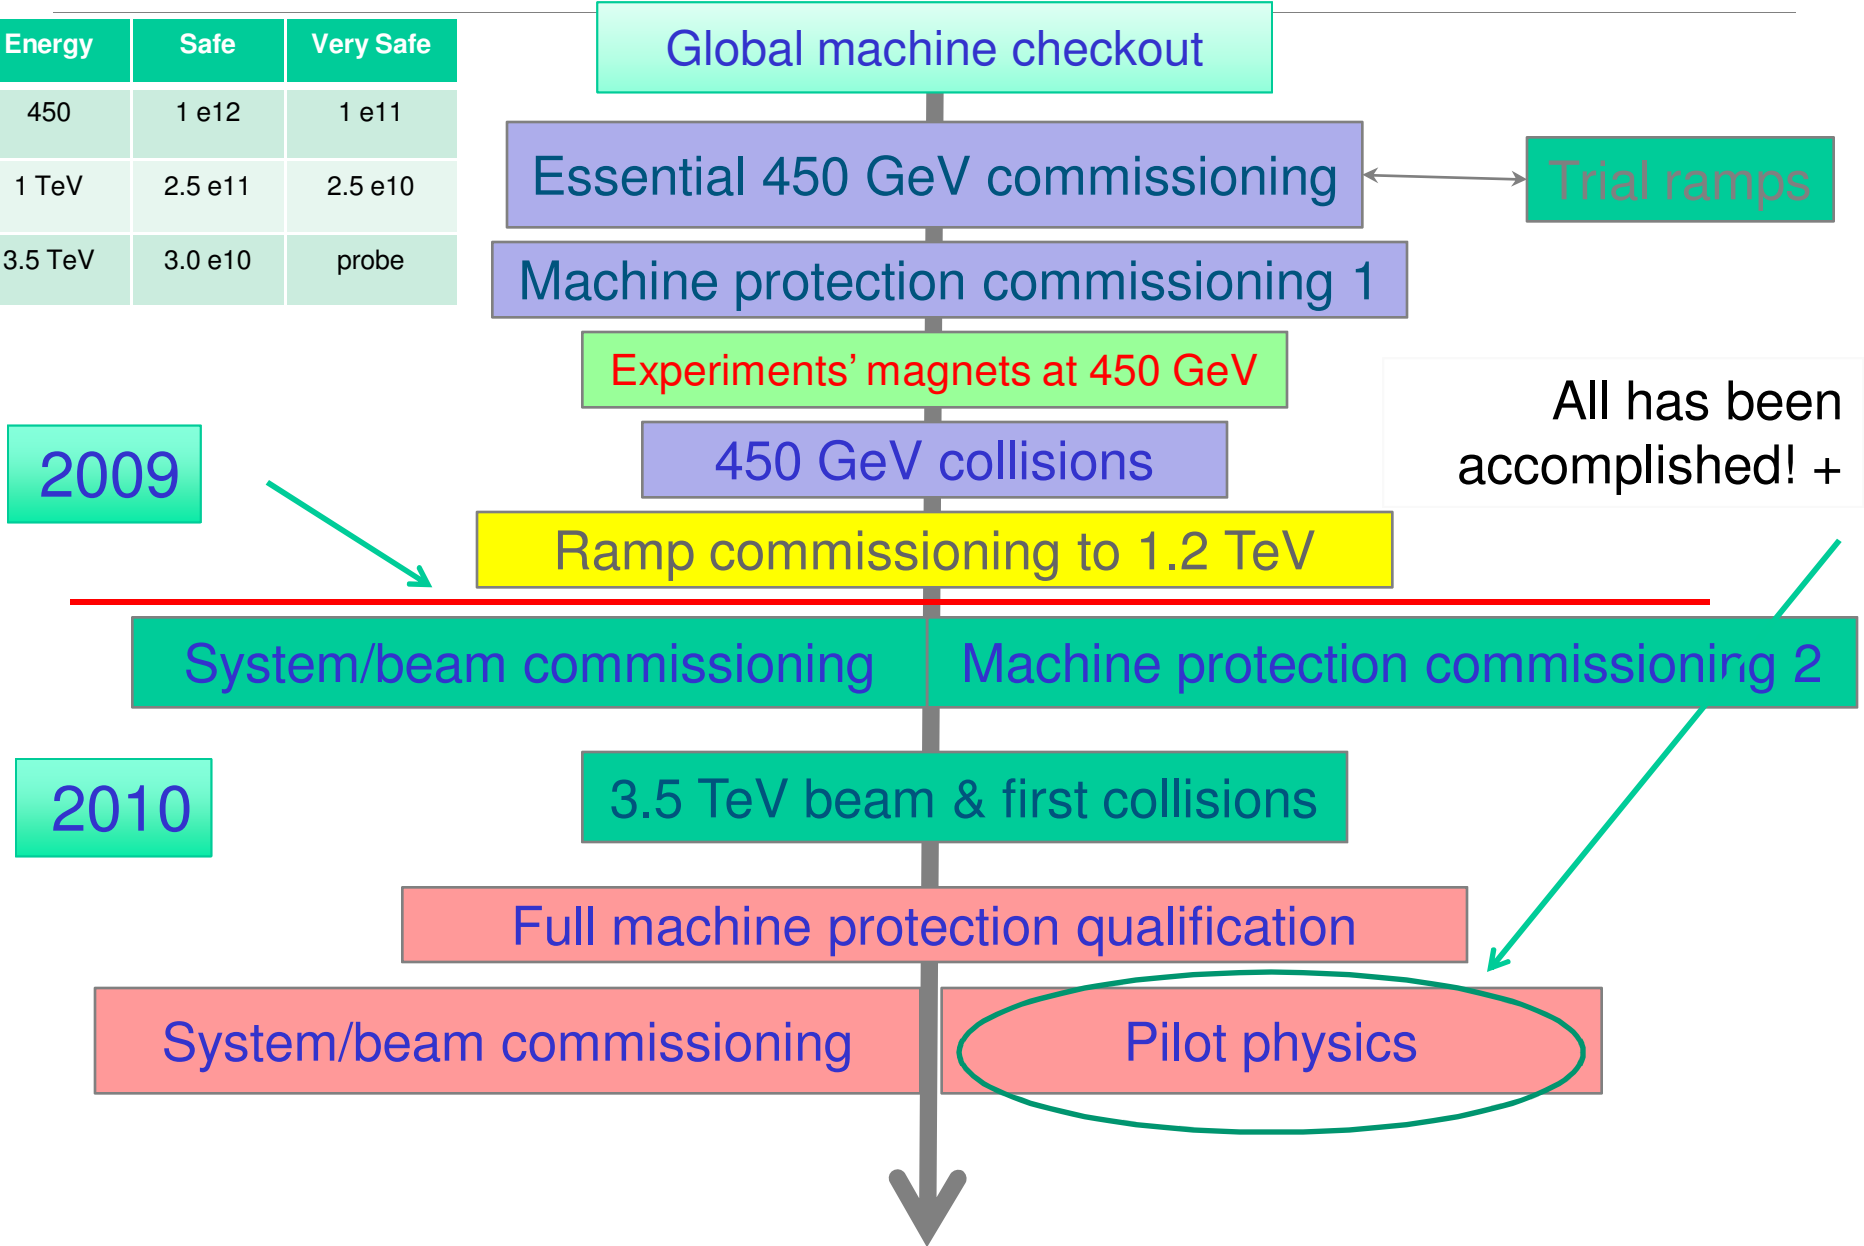 Global machine checkout
Energy Safe Very Safe
450 1 e12 1 e11
1 TeV 2.5 e11 2.5 e10
3.5 TeV 3.0 e10 probe
Essential 450 GeV commissioning
Trial ramps
Machine protection commissioning 1
Experiments’ magnets at 450 GeV
All has been
accomplished! +
2009
450 GeV collisions
Ramp commissioning to 1.2 TeV
System/beam commissioning
Machine protection commissioning 2
2010
3.5 TeV beam & first collisions
Full machine protection qualification
System/beam commissioning
Pilot physics